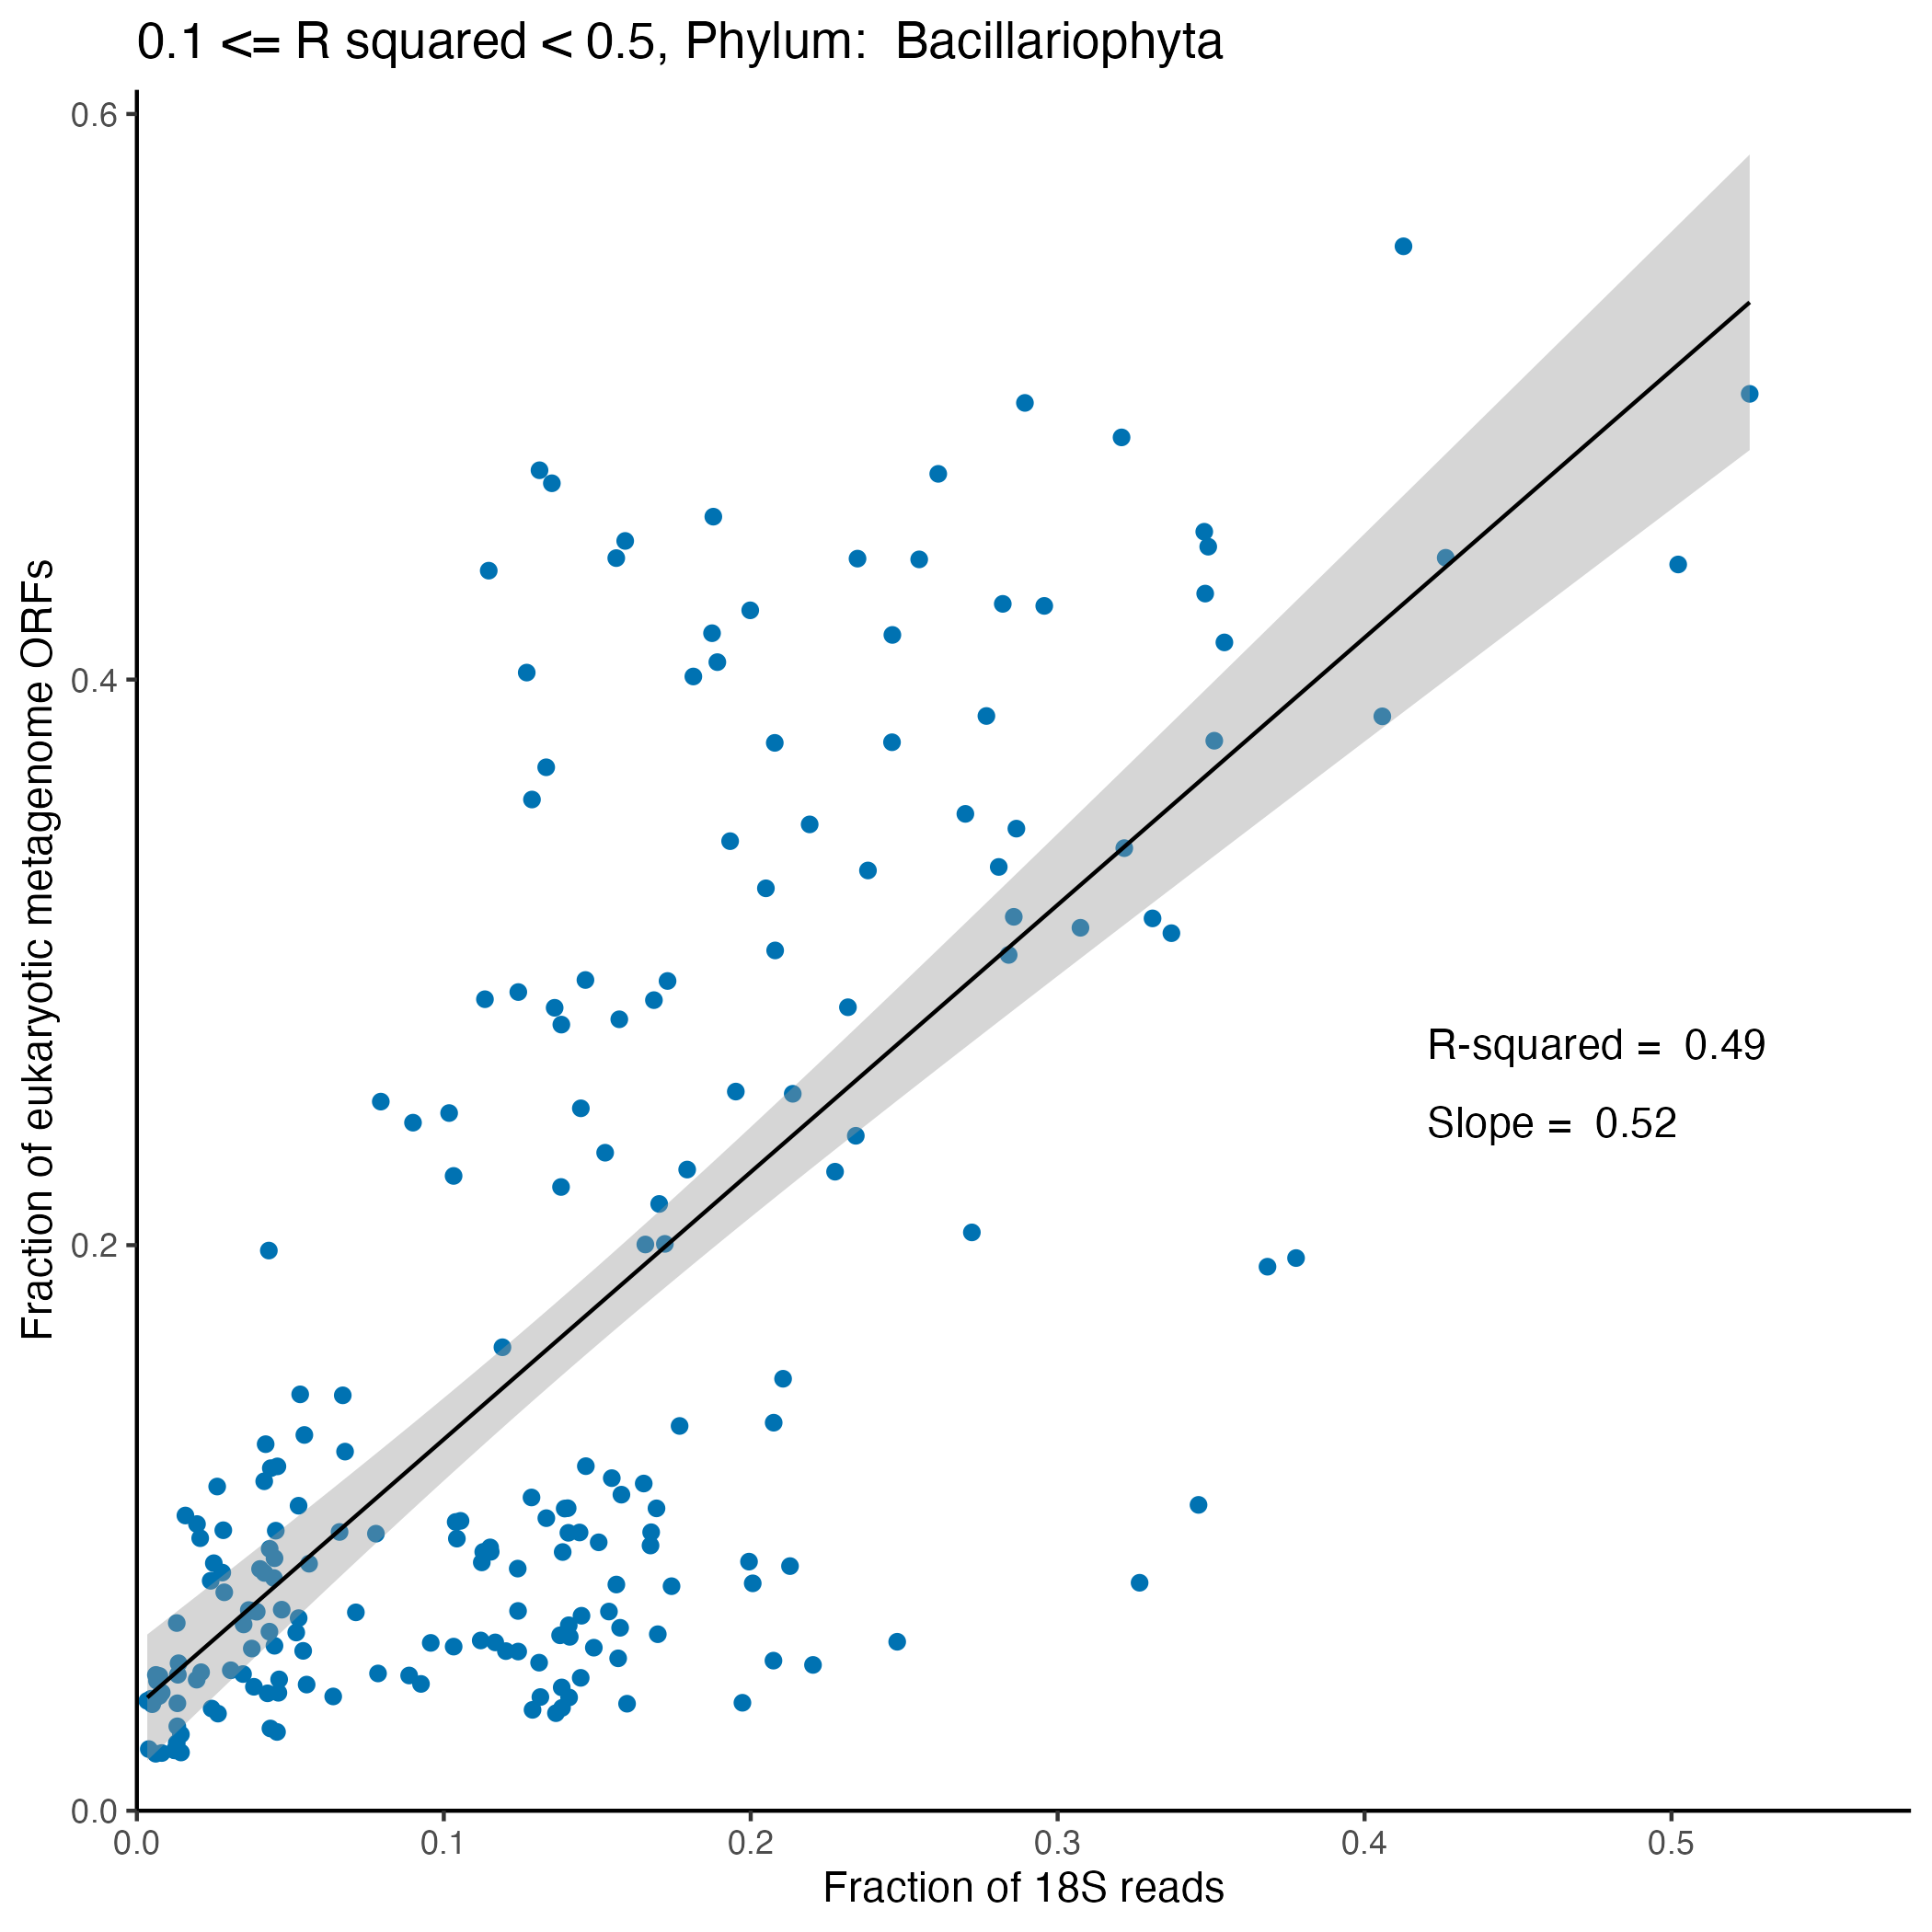 0.1 <= R squared < 0.5, Phylum:  Bacillariophyta
0.6
0.4
0.2
0.0
Fraction of eukaryotic metagenome ORFs
R-squared =  0.49
Slope =  0.52
0.0 0.1 0.2 0.3 0.4 0.5
Fraction of 18S reads